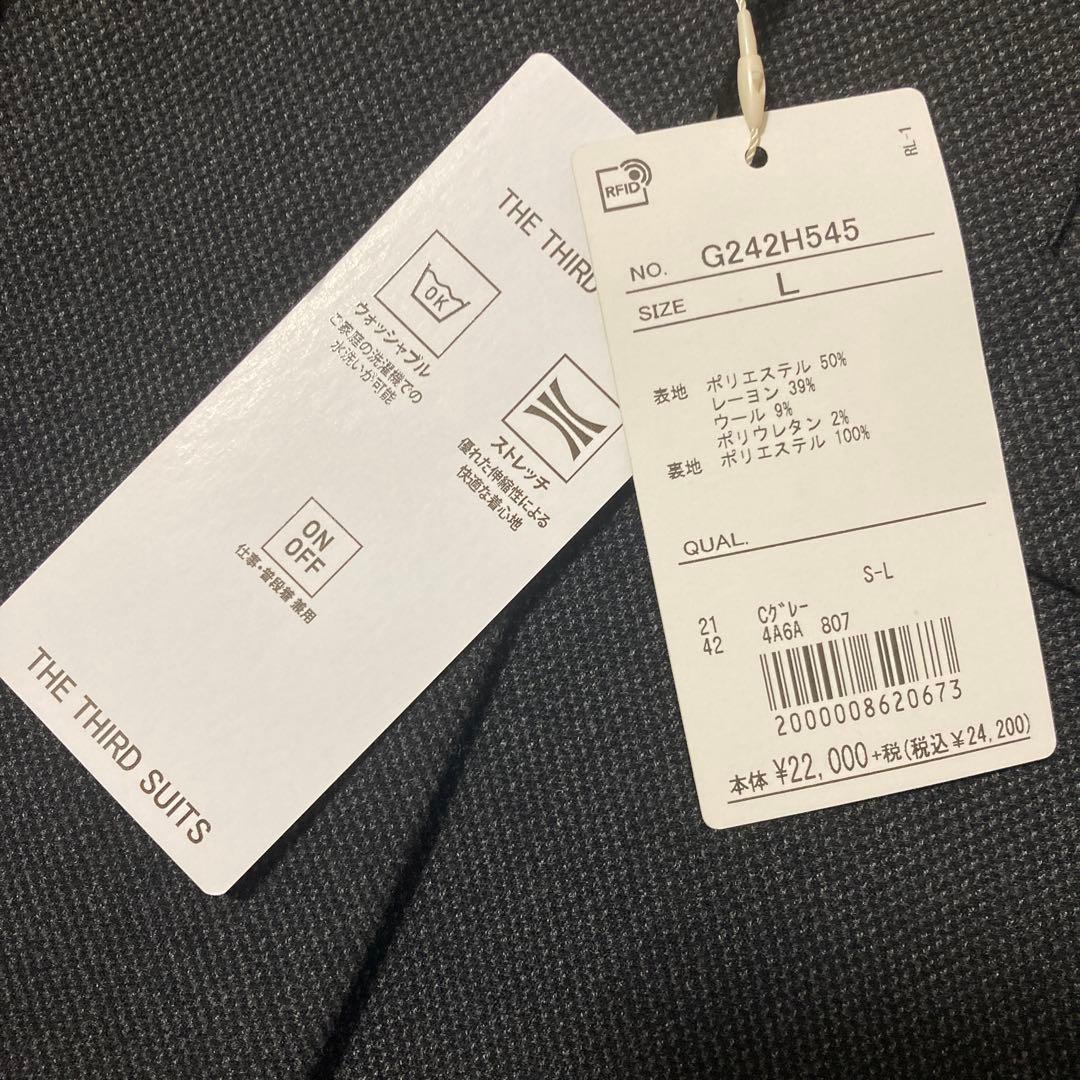 THE THIRD
OK
ウォッシャブル
ご家庭の洗濯機での
水洗いが可能
ストレッチ
優れた伸縮性による
快適な着心地
ON
OFF
仕事・普段着 兼用
THE THIRD SUITS
RFID
RL-1
NO. G242H545
SIZE L
表地 ポリエステル 50%
レーヨン 39%
ウール 9%
ポリウレタン 2%
裏地 ポリエステル 100%
QUAL.
S-L
21 Cグレー
42 4A6A 807
2000008620673
本体 ¥22,000+税(税込¥24,200)